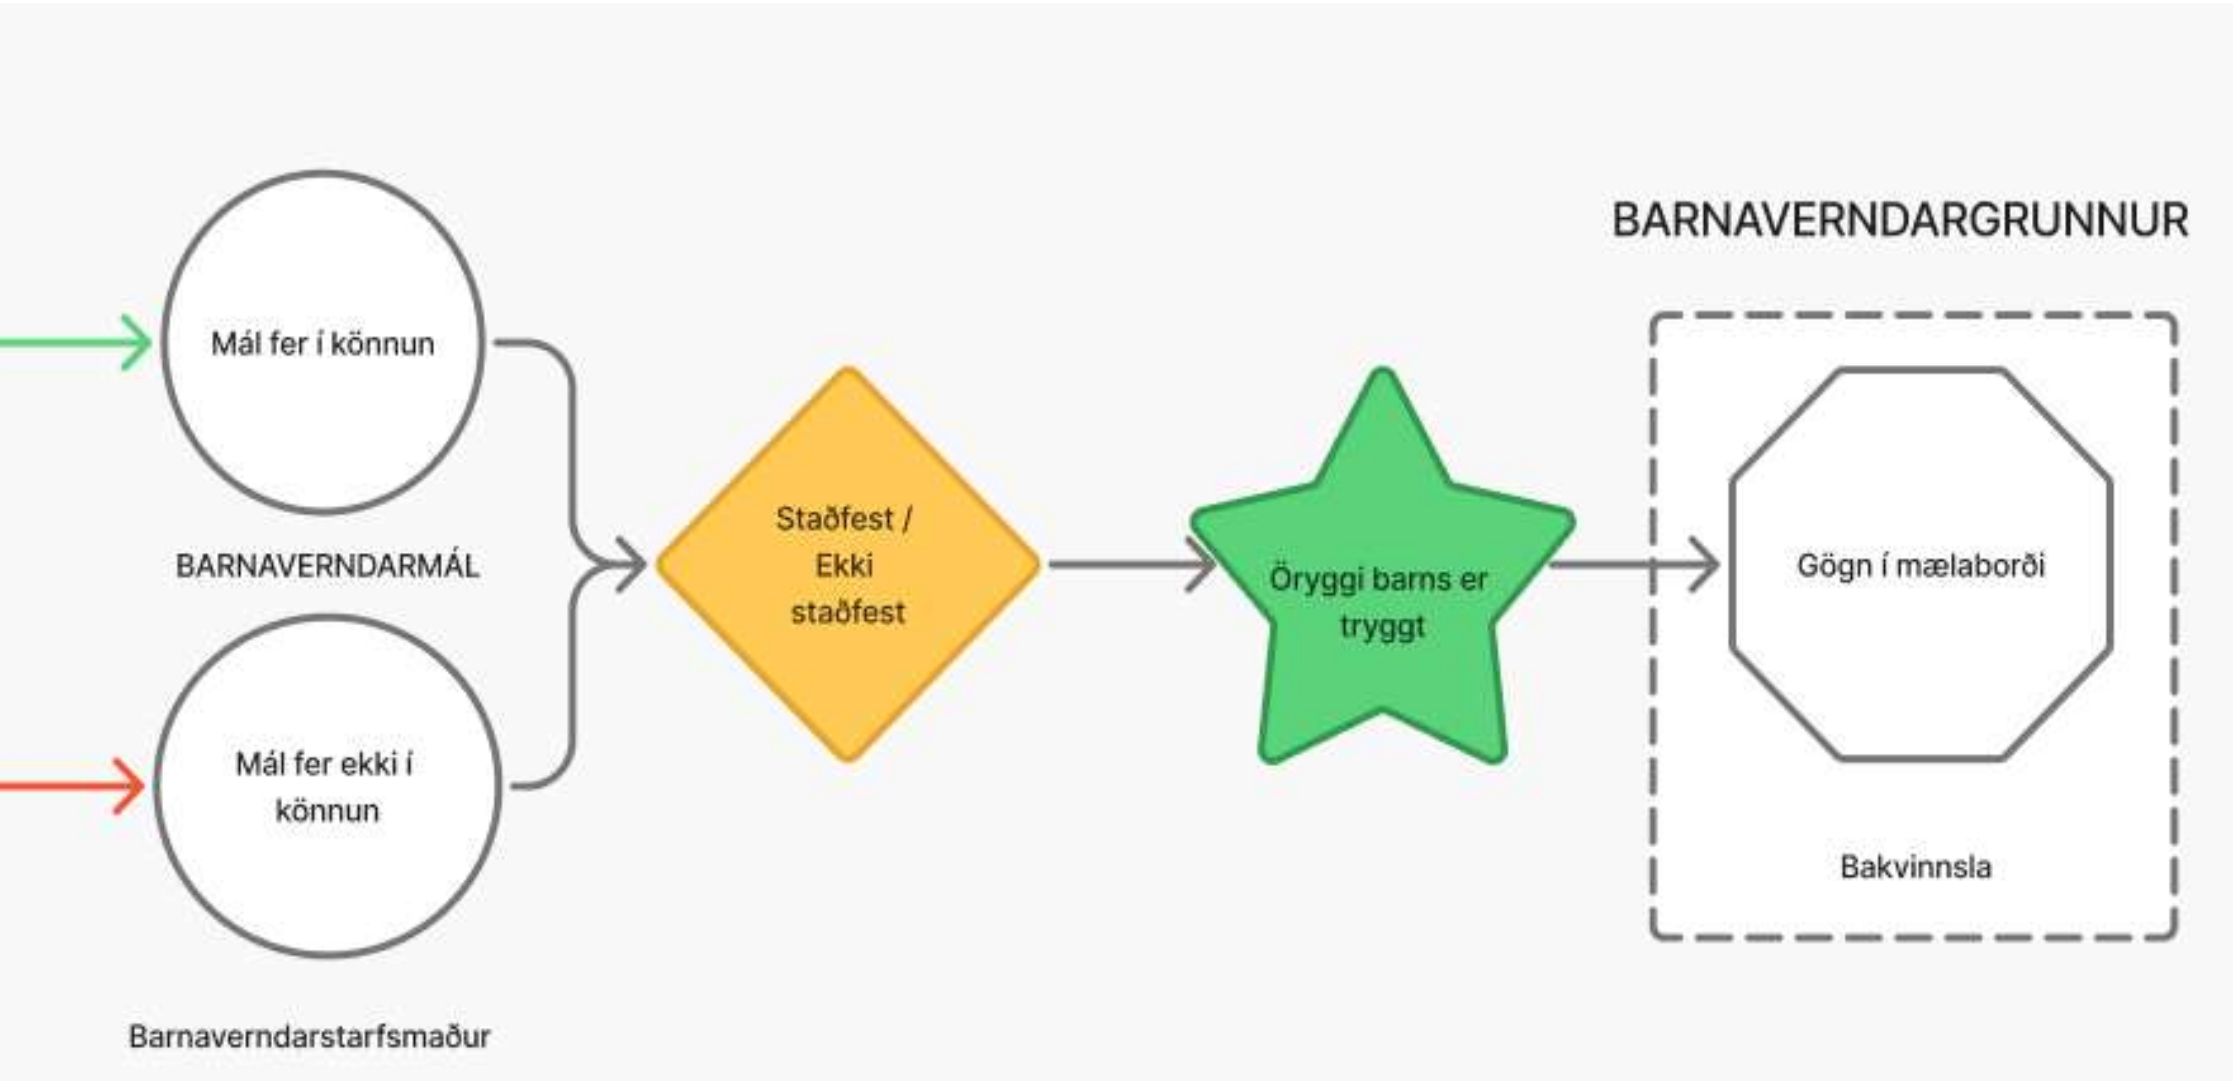 Mál fer í könnun
BARNAVERNDARMÁL
Mál fer ekki í
könnun
Barnaverndarstarfsmaður
Staðfest /
Ekki
staðfest
Öryggi barns er
tryggt
BARNAVERNDARGRUNNUR
Gögn í mælaborði
Bakvinnsla